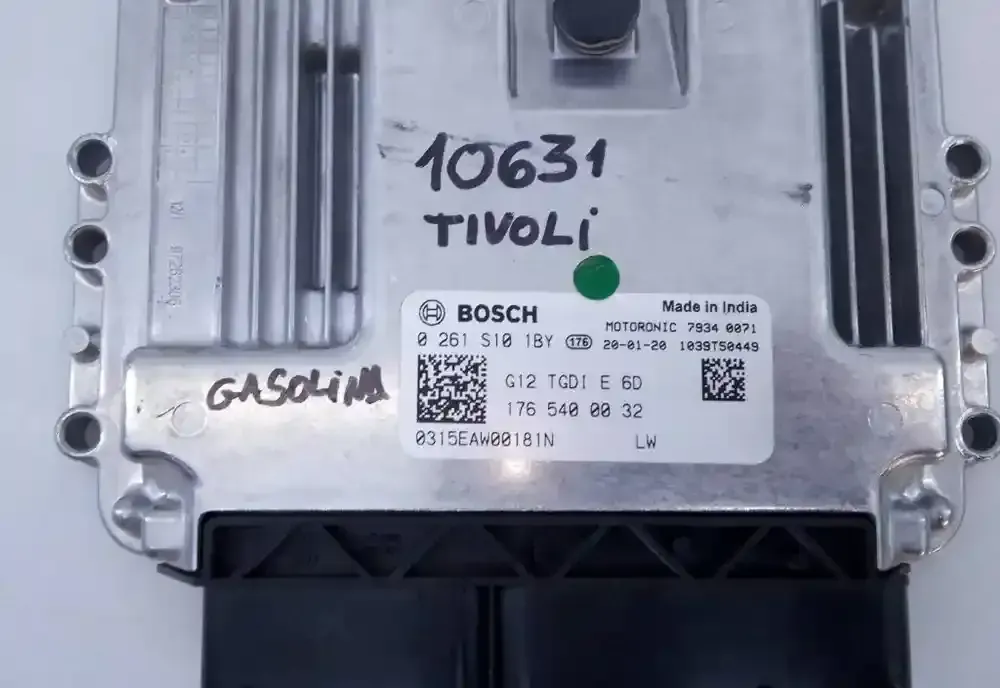 10631
TIVOLi
BOSCH
Made in India
MOTORONIC 7934 0071
0 261 S10 1BY 176 20-01-20 1039T50449
GASOLiNA
G12 TGDI E 6D
176 540 00 32
0315EAW00181N LW